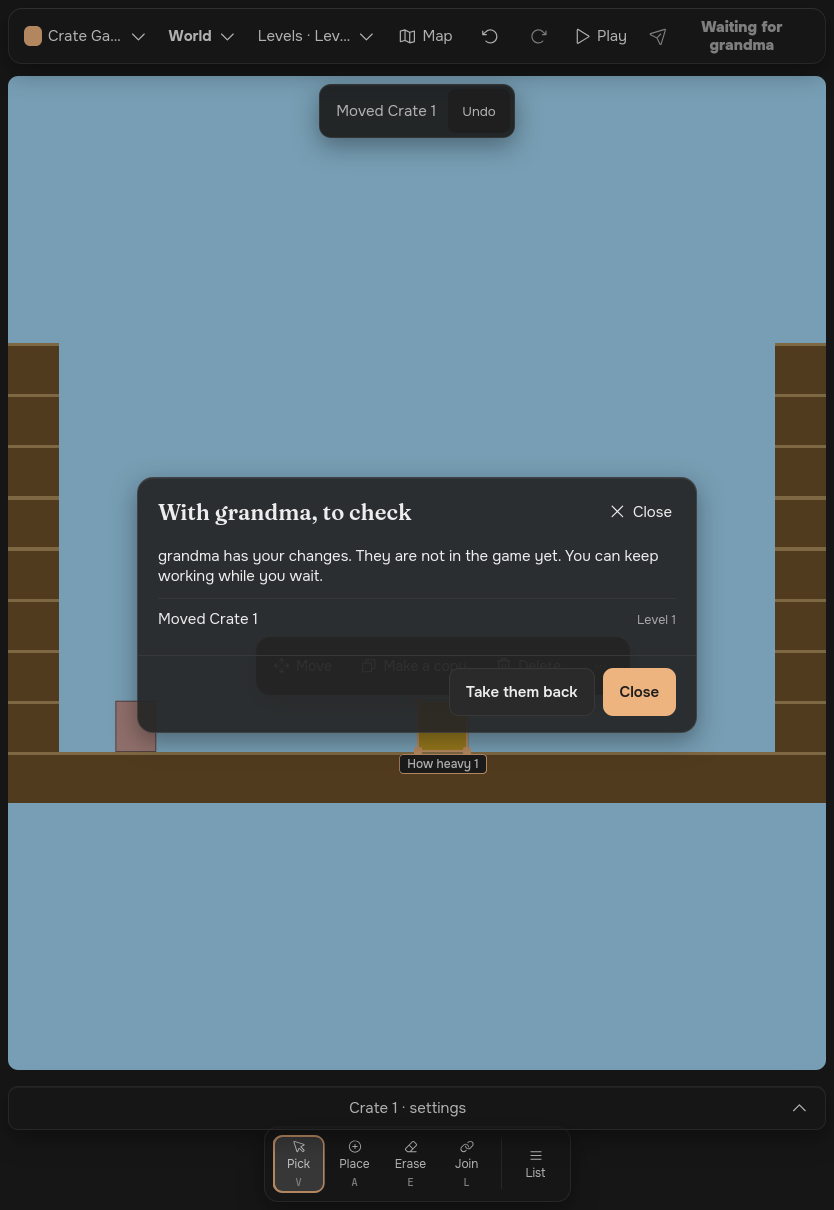 Crate Ga...
World
Levels · Lev...
Map
Play
Waiting for
grandma
Moved Crate 1
Undo
With grandma, to check
Close
grandma has your changes. They are not in the game yet. You can keep
working while you wait.
Moved Crate 1
Level 1
Move
Make a copy
Delete
Take them back
Close
How heavy 1
Crate 1 · settings
Pick
Place
Erase
Join
List
V
A
E
L